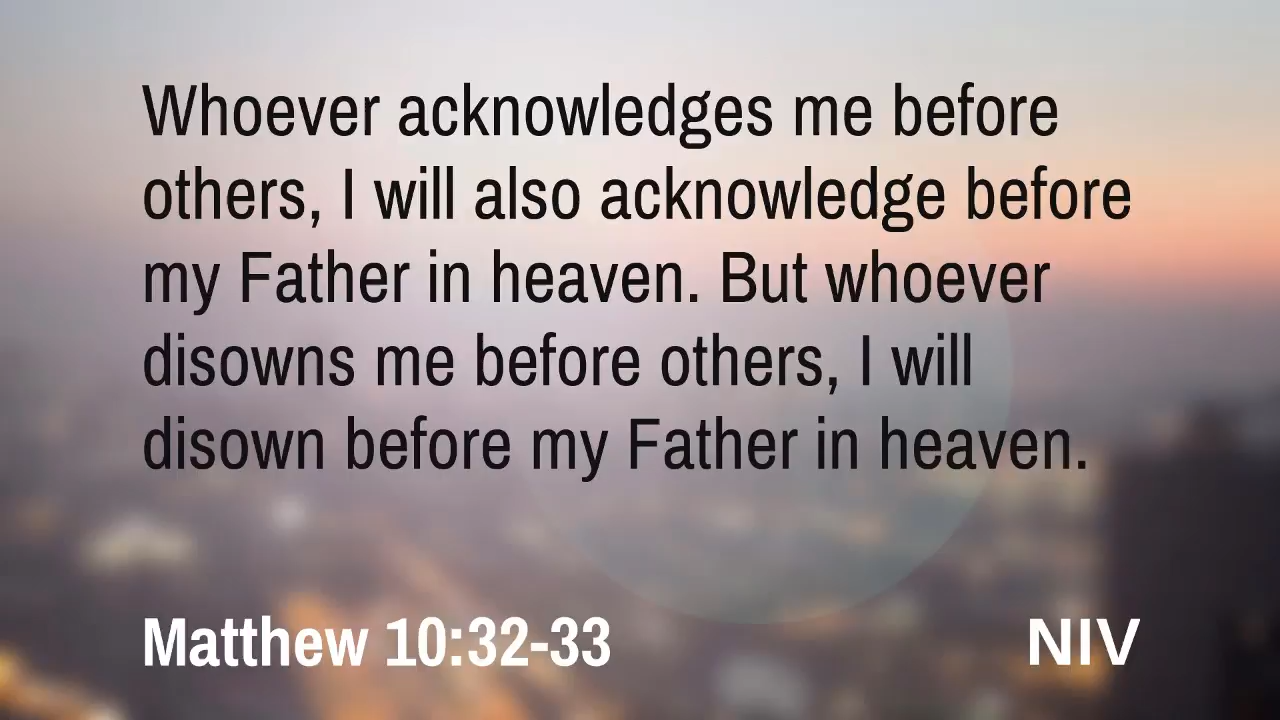 Whoever acknowledges me before
others, I will also acknowledge before
my Father in heaven. But whoever
disowns me before others, I will
disown before my Father in heaven.
Matthew 10:32-33 NIV